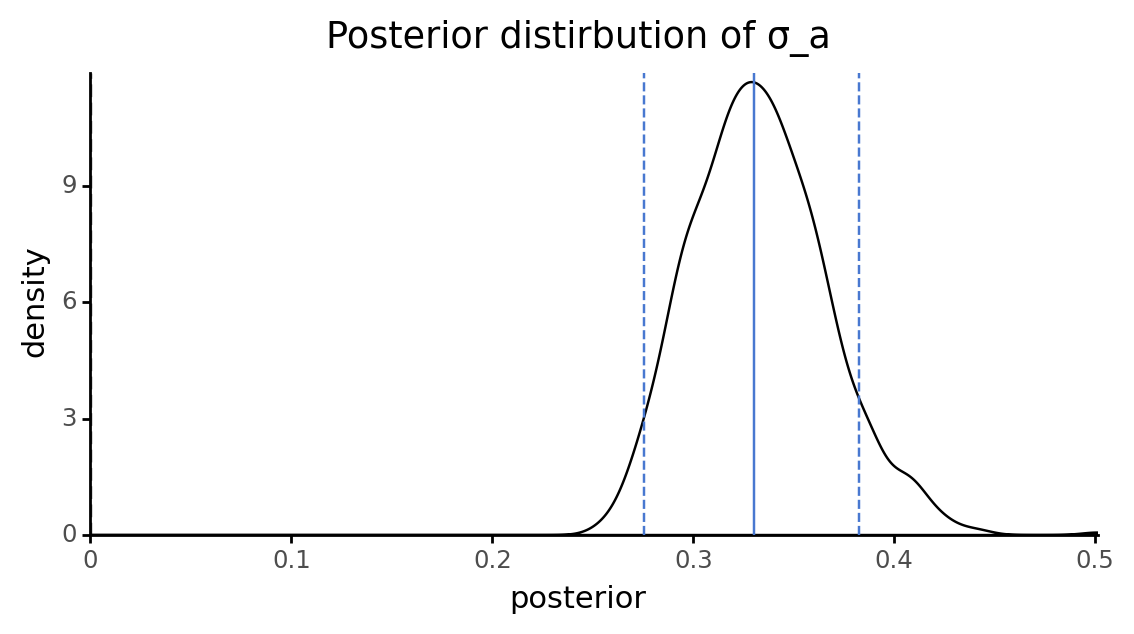 Posterior distirbution of σ_a
density
9
6
3
0
0 0.1 0.2 0.3 0.4 0.5
posterior